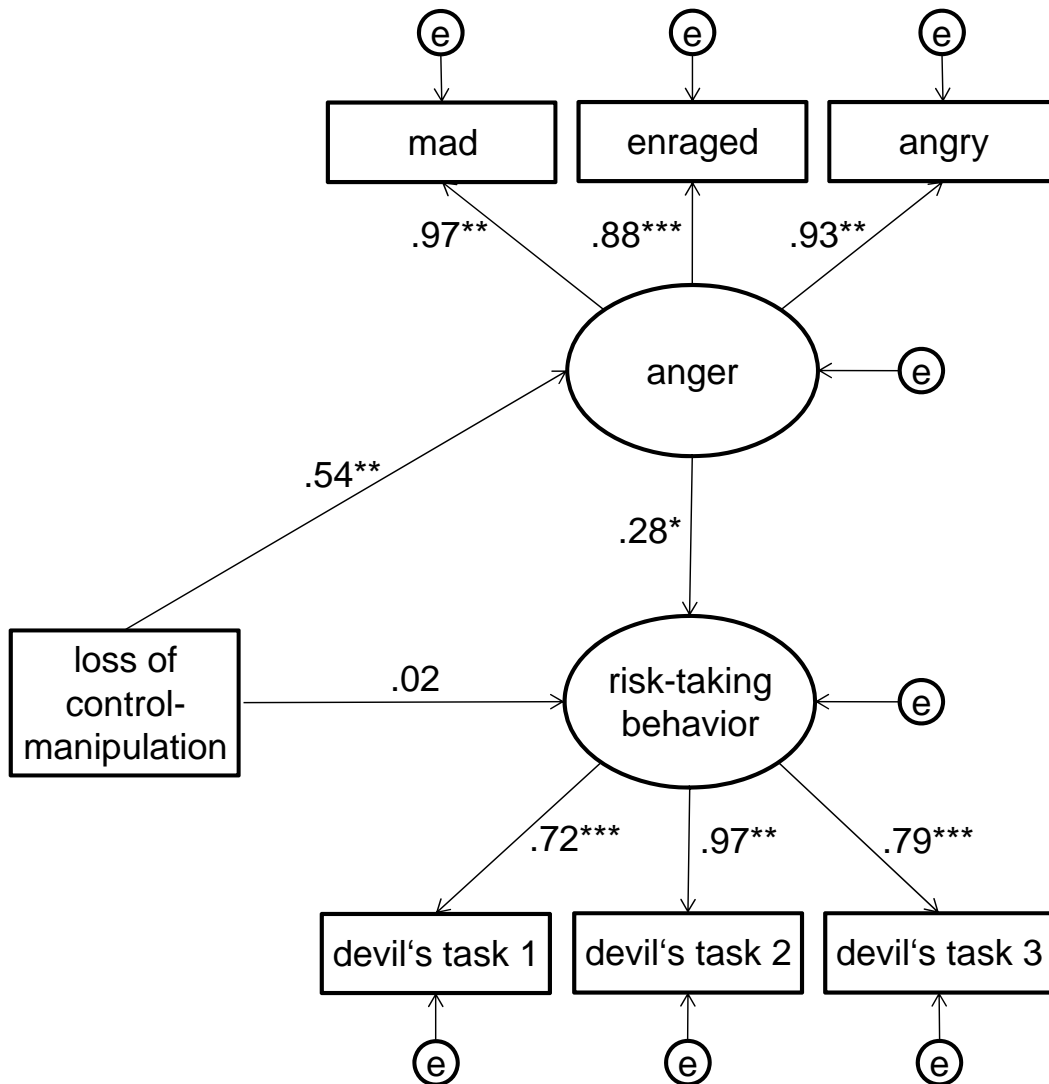 e e e
mad enraged angry
.97** .88*** .93**
anger e
.54**
.28*
loss of
control-
manipulation
.02
risk-taking
behavior
e
.72*** .97** .79***
devil‘s task 1 devil‘s task 2 devil‘s task 3
e e e